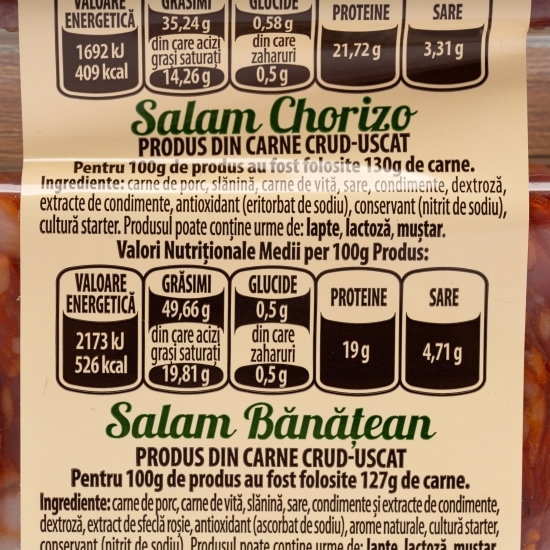 VALOARE GRĂSIMI GLUCIDE PROTEINE SARE
ENERGETICĂ 35,24 g 0,58 g
1692 kJ din care acizi din care 21,72 g 3,31 g
409 kcal grași saturați zaharuri
14,26 g 0,5 g
Salam Chorizo
PRODUS DIN CARNE CRUD-USCAT
Pentru 100g de produs au fost folosite 130g de carne.
Ingrediente: carne de porc, slănină, carne de vită, sare, condimente, dextroză,
extracte de condimente, antioxidant (eritorbat de sodiu), conservant (nitrit de sodiu),
cultură starter. Produsul poate conține urme de: lapte, lactoză, muștar.
Valori Nutriționale Medii per 100g Produs:
VALOARE GRĂSIMI GLUCIDE PROTEINE SARE
ENERGETICĂ 49,66 g 0,5 g
2173 kJ din care acizi din care 19 g 4,71 g
526 kcal grași saturați zaharuri
19,81 g 0,5 g
Salam Bănățean
PRODUS DIN CARNE CRUD-USCAT
Pentru 100g de produs au fost folosite 127g de carne.
Ingrediente: carne de porc, carne de vită, slănină, sare, condimente și extracte de condimente,
dextroză, extract de sfeclă roșie, antioxidant (ascorbat de sodiu), arome naturale, cultură starter,
conservant (nitrit de sodiu). Produsul poate conține urme de: lapte, lactoză, muștar.